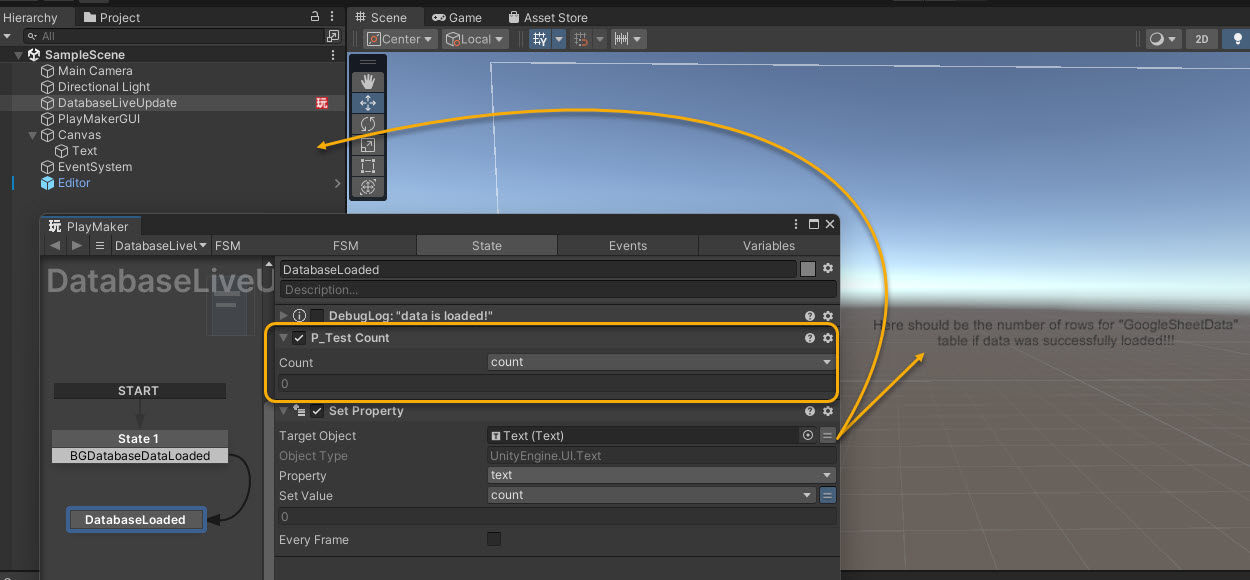 Hierarchy
Project
All
SampleScene
Main Camera
Directional Light
DatabaseLiveUpdate
玩
PlayMakerGUI
Canvas
Text
EventSystem
Editor
Scene
Game
Asset Store
Center
Local
2D
Here should be the number of rows for "GoogleSheetData"
table if data was successfully loaded!!!
玩 PlayMaker
DatabaseLivel
FSM
FSM
State
Events
Variables
DatabaseLiveU
START
State 1
BGDatabaseDataLoaded
DatabaseLoaded
DatabaseLoaded
Description...
DebugLog: "data is loaded!"
P_Test Count
Count
count
0
Set Property
Target Object
Text (Text)
Object Type
UnityEngine.UI.Text
Property
text
Set Value
count
0
Every Frame